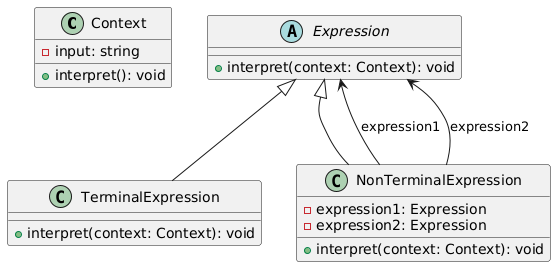 C Context
input: string
interpret(): void
A Expression
interpret(context: Context): void
expression1
expression2
C TerminalExpression
interpret(context: Context): void
C NonTerminalExpression
expression1: Expression
expression2: Expression
interpret(context: Context): void